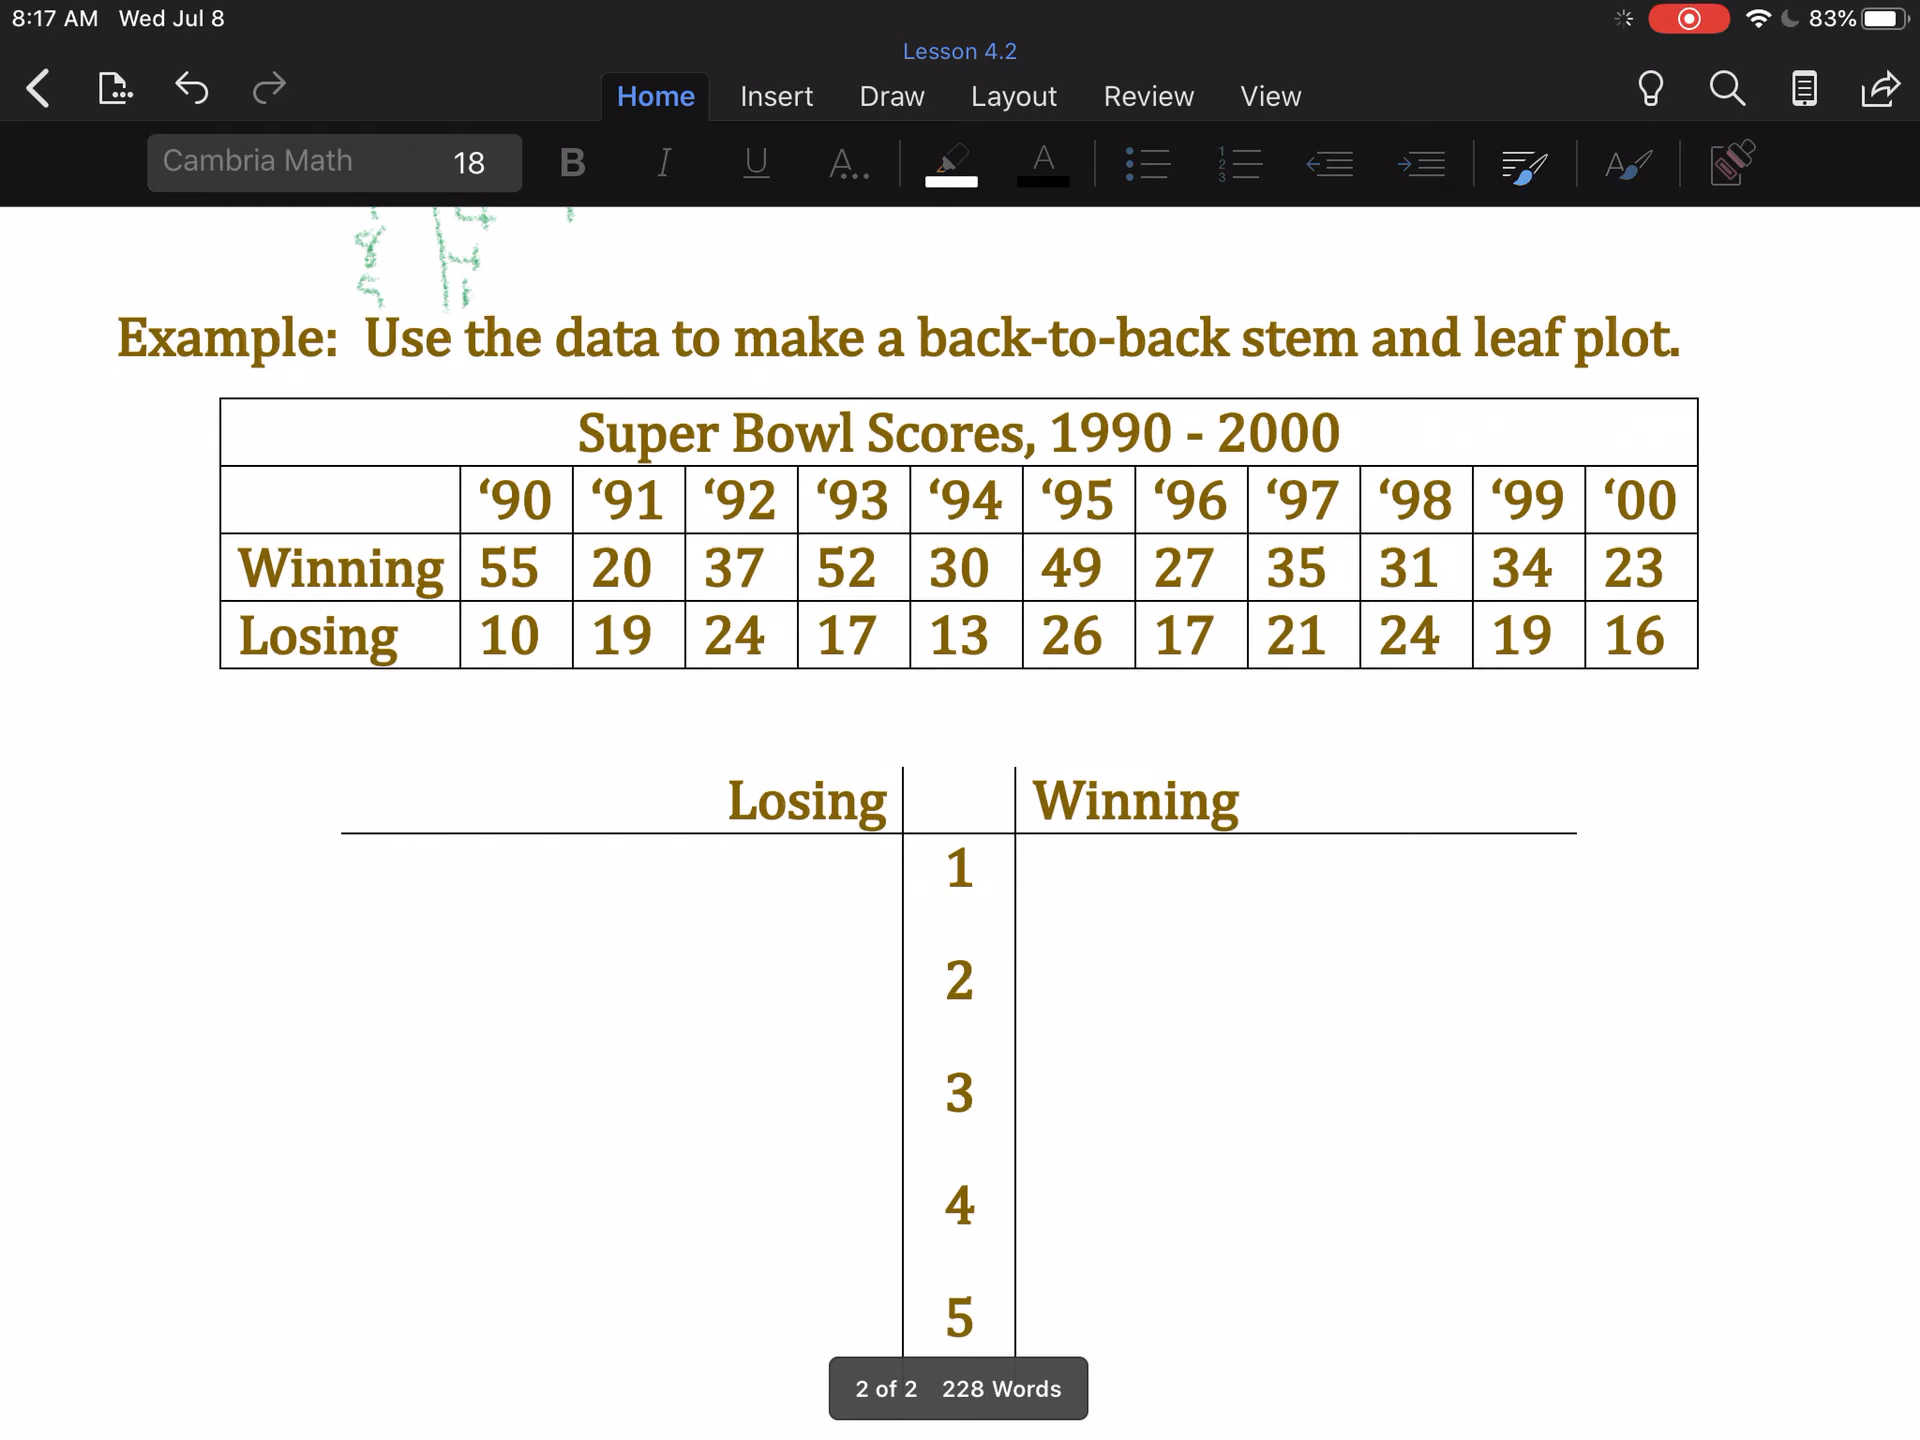 8:17 AM Wed Jul 8
83%
Lesson 4.2
Home Insert Draw Layout Review View
Cambria Math 18 B I U A... A A
Example: Use the data to make a back-to-back stem and leaf plot.
Super Bowl Scores, 1990 - 2000
‘90 ‘91 ‘92 ‘93 ‘94 ‘95 ‘96 ‘97 ‘98 ‘99 ‘00
Winning 55 20 37 52 30 49 27 35 31 34 23
Losing 10 19 24 17 13 26 17 21 24 19 16
Losing Winning
1
2
3
4
5
2 of 2 228 Words